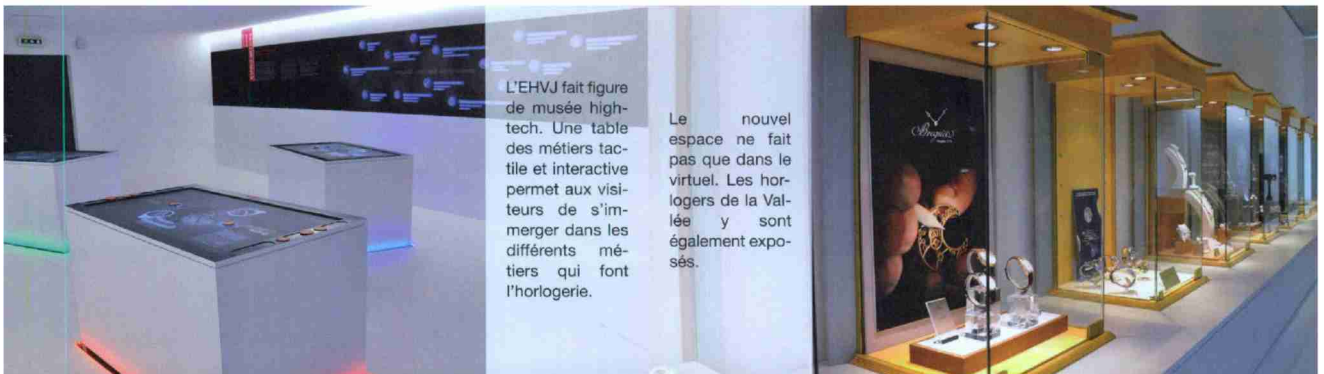 L'EHVJ fait figure
de musée high-
tech. Une table
des métiers tac-
tile et interactive
permet aux visi-
teurs de s'im-
merger dans les
différents mé-
tiers qui font
l'horlogerie.
Le nouvel
espace ne fait
pas que dans le
virtuel. Les hor-
logers de la Val-
lée y sont
également expo-
sés.
Breguet